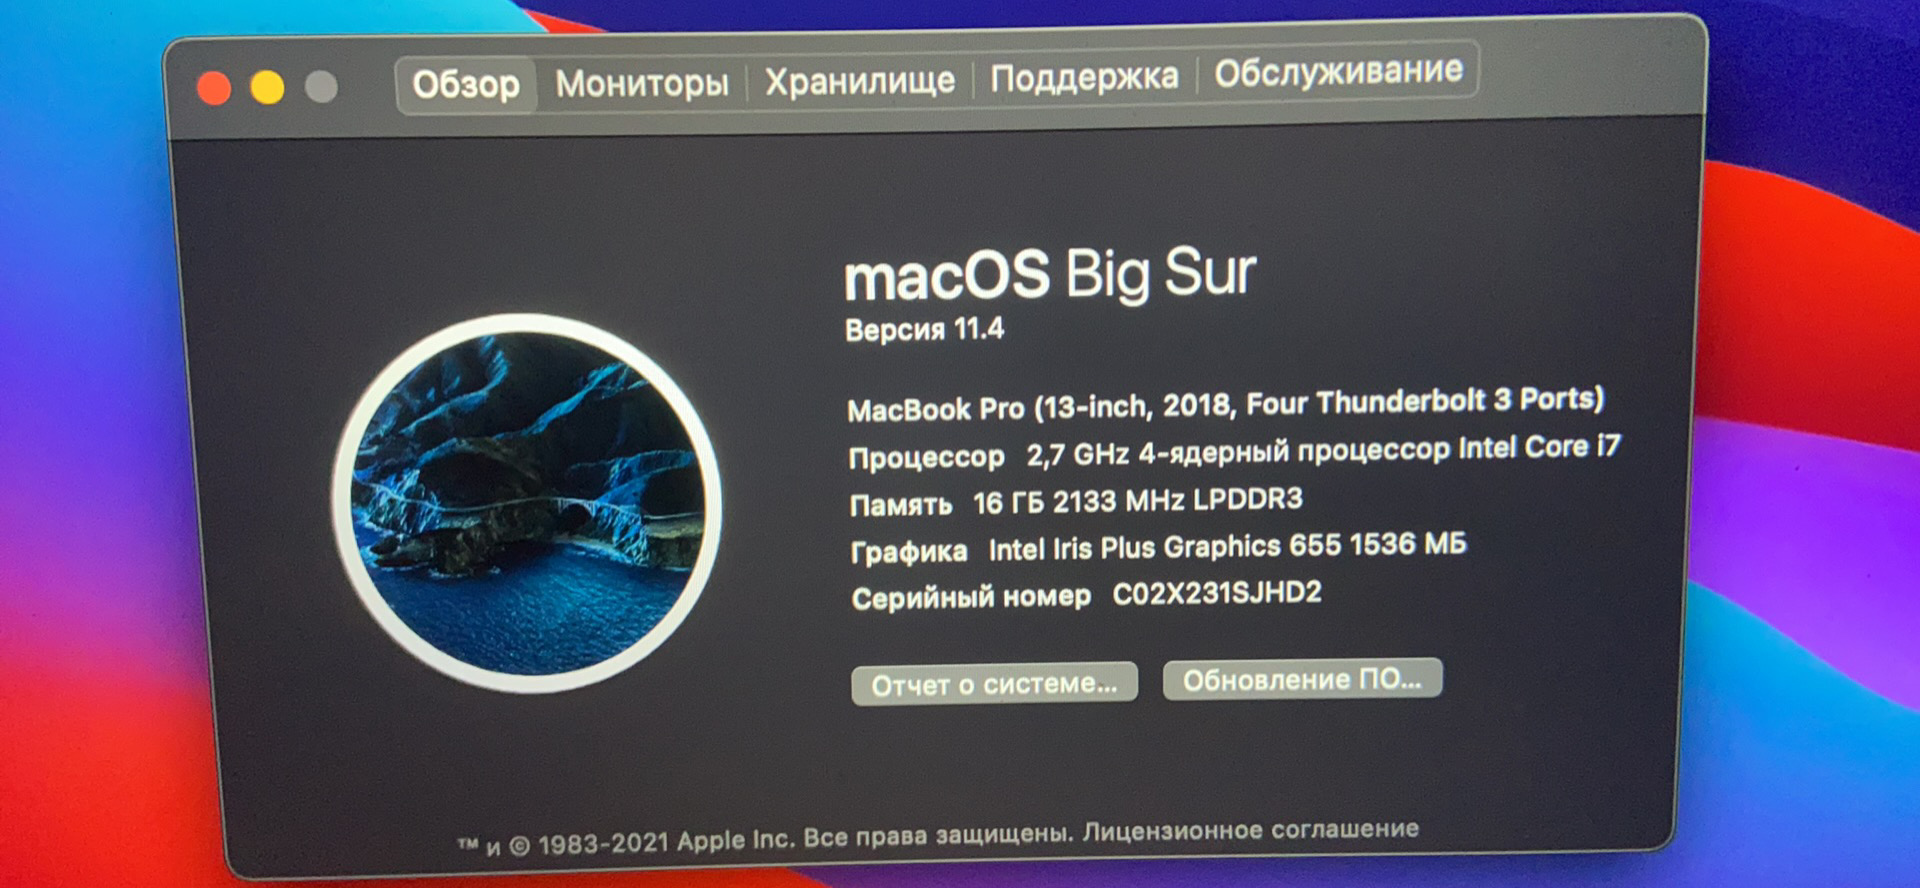 Обзор Мониторы Хранилище Поддержка Обслуживание
macOS Big Sur
Версия 11.4
MacBook Pro (13-inch, 2018, Four Thunderbolt 3 Ports)
Процессор 2,7 GHz 4-ядерный процессор Intel Core i7
Память 16 ГБ 2133 MHz LPDDR3
Графика Intel Iris Plus Graphics 655 1536 МБ
Серийный номер C02X231SJHD2
Отчет о системе... Обновление ПО...
™ и © 1983-2021 Apple Inc. Все права защищены. Лицензионное соглашение